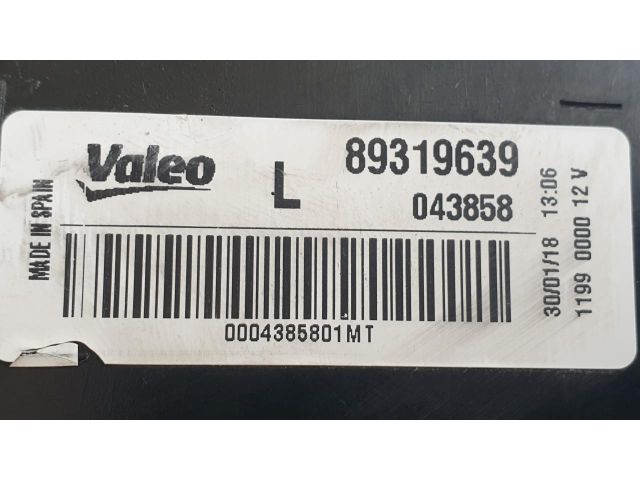 MADE IN SPAIN
Valeo
L
89319639
043858
0004385801MT
30/01/18 13:06
1199 0000 12 V